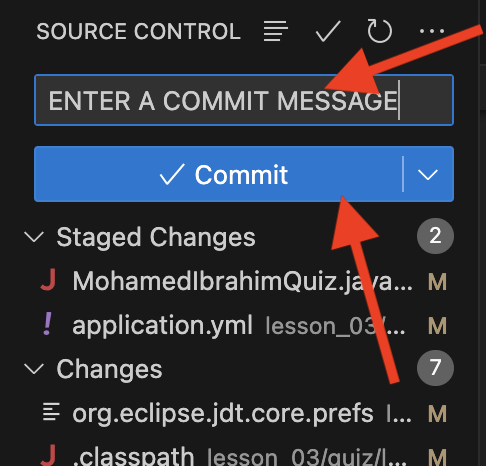 SOURCE CONTROL
ENTER A COMMIT MESSAGE
Commit
Staged Changes 2
J MohamedIbrahimQuiz.java... M
! application.yml lesson_03/... M
Changes 7
org.eclipse.jdt.core.prefs l... M
J .classpath lesson_03/quiz/l... M